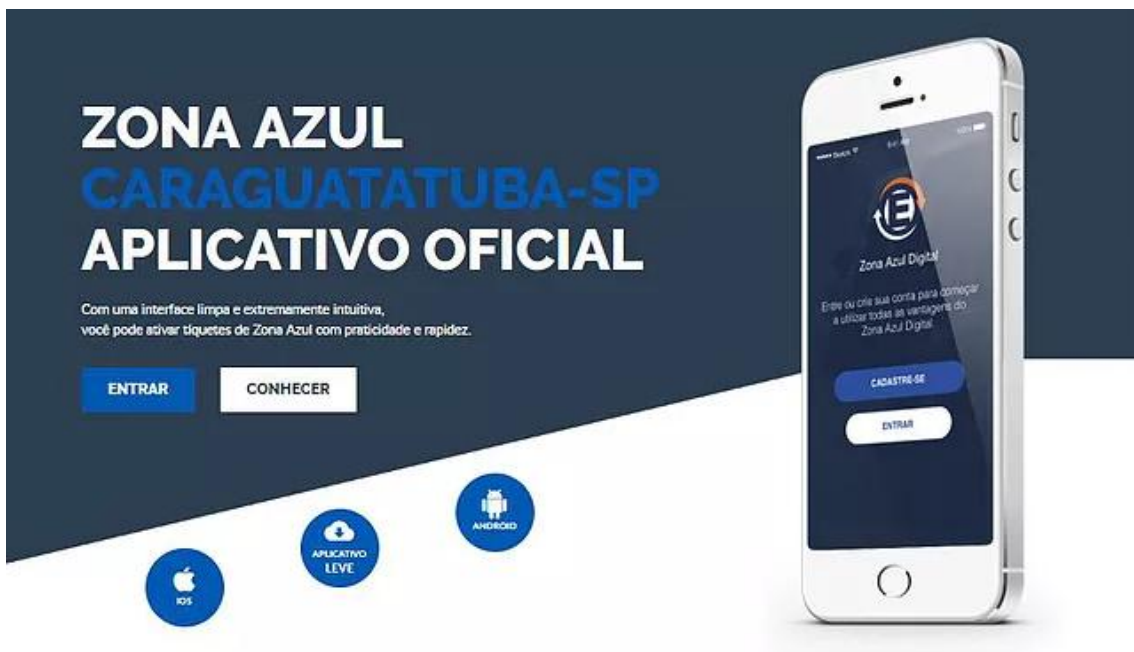 ZONA AZUL
CARAGUATATUBA-SP
APLICATIVO OFICIAL
Com uma interface limpa e extremamente intuitiva,
você pode ativar tíquetes de Zona Azul com praticidade e rapidez.
ENTRAR
CONHECER
IOS
APLICATIVO
LEVE
ANDROID
E
Zona Azul Digital
Entre ou crie sua conta para começar
a utilizar todas as vantagens do
Zona Azul Digital
CADASTRE-SE
ENTRAR